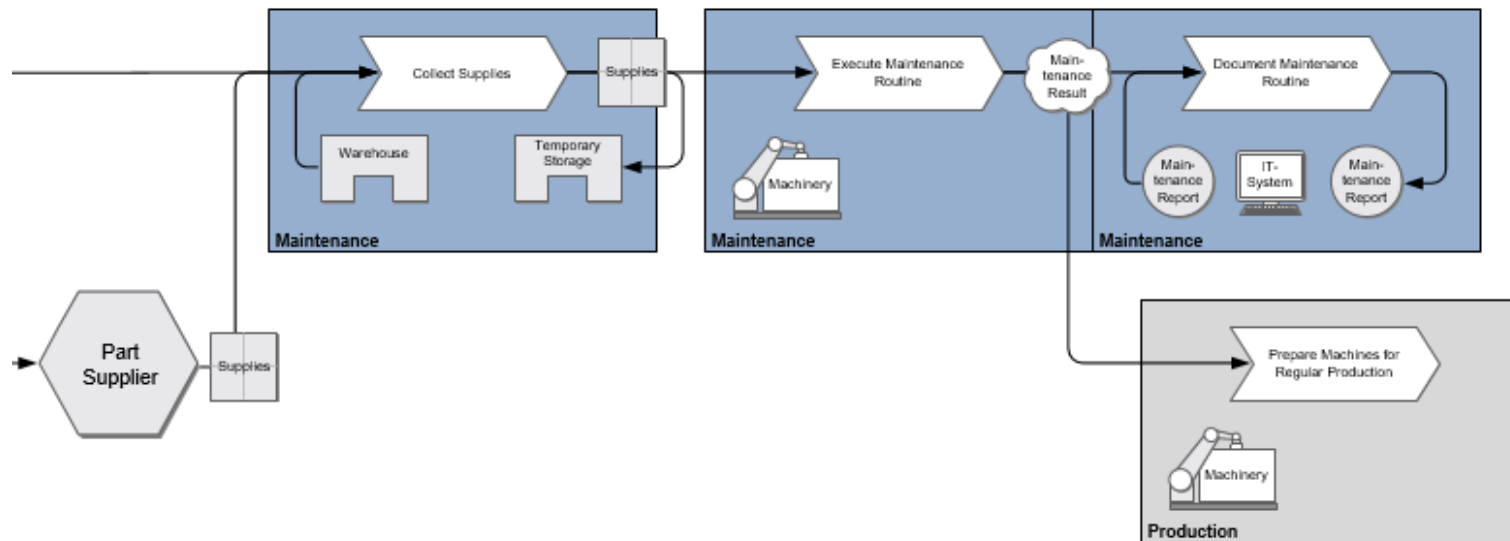 Collect Supplies
Supplies
Execute Maintenance
Routine
Main-
tenance
Result
Document Maintenance
Routine
Warehouse
Temporary
Storage
Machinery
Main-
tenance
Report
IT-
System
Main-
tenance
Report
Maintenance
Maintenance
Maintenance
Part
Supplier
Supplies
Prepare Machines for
Regular Production
Machinery
Production